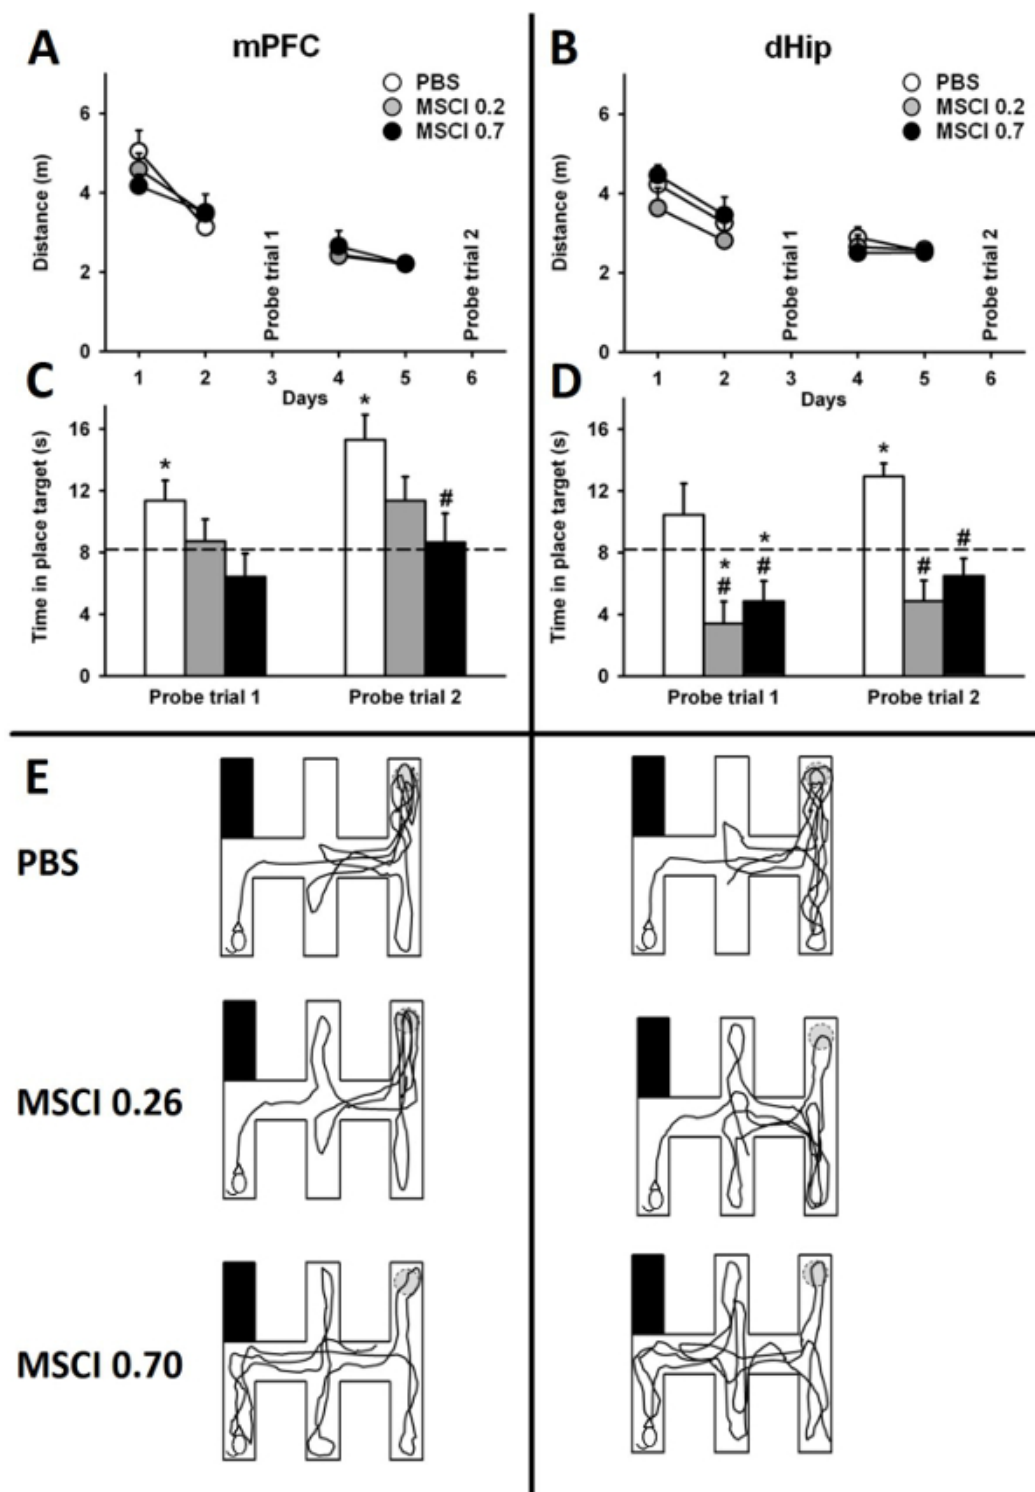 A
mPFC
PBS
MSCI 0.2
MSCI 0.7
Distance (m)
6
4
2
0
Probe trial 1
Probe trial 2
1 2 3 4 5 6
Days
B
dHip
PBS
MSCI 0.2
MSCI 0.7
Distance (m)
6
4
2
0
Probe trial 1
Probe trial 2
1 2 3 4 5 6
Days
C
Time in place target (s)
16
12
8
4
0
*
*
#
Probe trial 1 Probe trial 2
D
Time in place target (s)
16
12
8
4
0
*
#
*
#
*
#
#
Probe trial 1 Probe trial 2
E
PBS
MSCI 0.26
MSCI 0.70